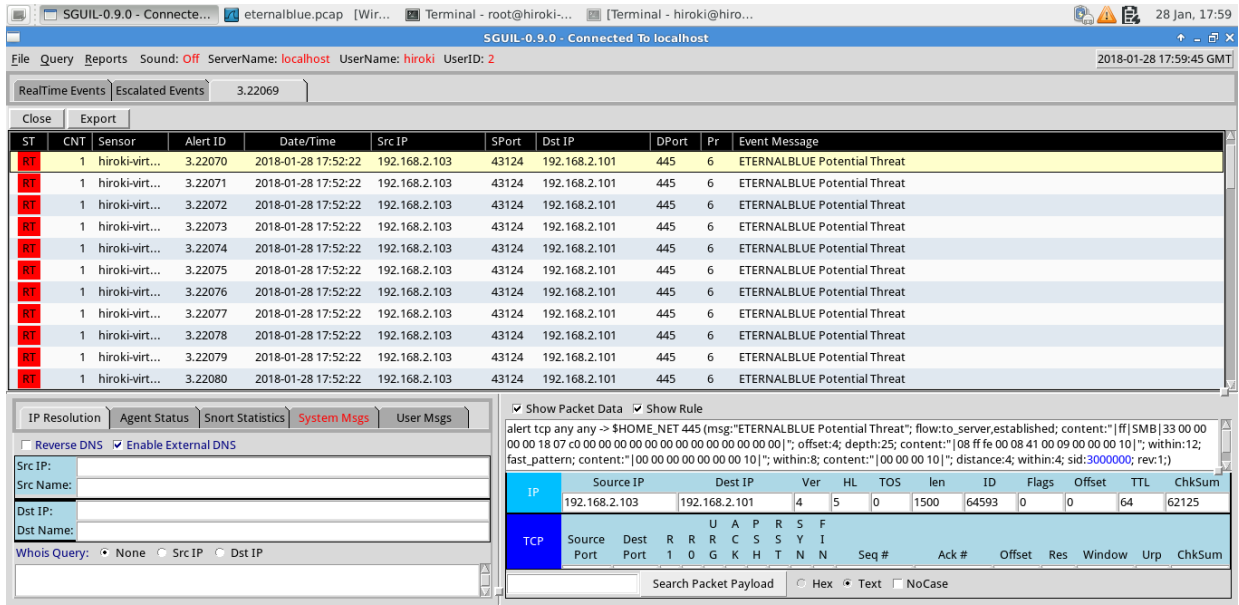 SGUIL-0.9.0 - Connecte... eternalblue.pcap [Wir... Terminal - root@hiroki-... [Terminal - hiroki@hiro... 28 Jan, 17:59
SGUIL-0.9.0 - Connected To localhost
File Query Reports Sound: Off ServerName: localhost UserName: hiroki UserID: 2 2018-01-28 17:59:45 GMT
RealTime Events Escalated Events 3.22069
Close Export
ST CNT Sensor Alert ID Date/Time Src IP SPort Dst IP DPort Pr Event Message
RT 1 hiroki-virt... 3.22070 2018-01-28 17:52:22 192.168.2.103 43124 192.168.2.101 445 6 ETERNALBLUE Potential Threat
RT 1 hiroki-virt... 3.22071 2018-01-28 17:52:22 192.168.2.103 43124 192.168.2.101 445 6 ETERNALBLUE Potential Threat
RT 1 hiroki-virt... 3.22072 2018-01-28 17:52:22 192.168.2.103 43124 192.168.2.101 445 6 ETERNALBLUE Potential Threat
RT 1 hiroki-virt... 3.22073 2018-01-28 17:52:22 192.168.2.103 43124 192.168.2.101 445 6 ETERNALBLUE Potential Threat
RT 1 hiroki-virt... 3.22074 2018-01-28 17:52:22 192.168.2.103 43124 192.168.2.101 445 6 ETERNALBLUE Potential Threat
RT 1 hiroki-virt... 3.22075 2018-01-28 17:52:22 192.168.2.103 43124 192.168.2.101 445 6 ETERNALBLUE Potential Threat
RT 1 hiroki-virt... 3.22076 2018-01-28 17:52:22 192.168.2.103 43124 192.168.2.101 445 6 ETERNALBLUE Potential Threat
RT 1 hiroki-virt... 3.22077 2018-01-28 17:52:22 192.168.2.103 43124 192.168.2.101 445 6 ETERNALBLUE Potential Threat
RT 1 hiroki-virt... 3.22078 2018-01-28 17:52:22 192.168.2.103 43124 192.168.2.101 445 6 ETERNALBLUE Potential Threat
RT 1 hiroki-virt... 3.22079 2018-01-28 17:52:22 192.168.2.103 43124 192.168.2.101 445 6 ETERNALBLUE Potential Threat
RT 1 hiroki-virt... 3.22080 2018-01-28 17:52:22 192.168.2.103 43124 192.168.2.101 445 6 ETERNALBLUE Potential Threat
IP Resolution Agent Status Snort Statistics System Msgs User Msgs
Reverse DNS Enable External DNS
Src IP:
Src Name:
Dst IP:
Dst Name:
Whois Query: None Src IP Dst IP
Show Packet Data Show Rule
alert tcp any any -> $HOME_NET 445 (msg:"ETERNALBLUE Potential Threat"; flow:to_server,established; content:"|ff|SMB|33 00 00
00 00 18 07 c0 00 00 00 00 00 00 00 00 00 00 00 00 00|"; offset:4; depth:25; content:"|08 ff fe 00 08 41 00 09 00 00 00 10|"; within:12;
fast_pattern; content:"|00 00 00 00 00 00 00 10|"; within:8; content:"|00 00 00 10|"; distance:4; within:4; sid:3000000; rev:1;)
IP Source IP Dest IP Ver HL TOS len ID Flags Offset TTL ChkSum
192.168.2.103 192.168.2.101 4 5 0 1500 64593 0 0 64 62125
U A P R S F
TCP Source Dest R R R C S S Y I
Port Port 1 0 G K H T N N Seq # Ack # Offset Res Window Urp ChkSum
Search Packet Payload Hex Text NoCase